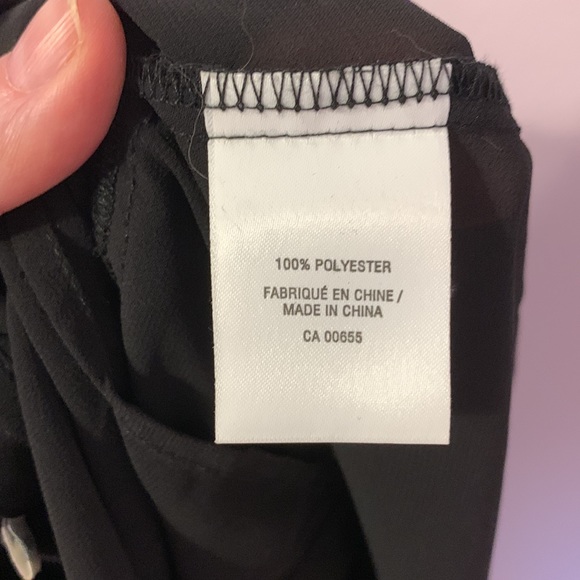 100% POLYESTER
FABRIQUÉ EN CHINE /
MADE IN CHINA
CA 00655